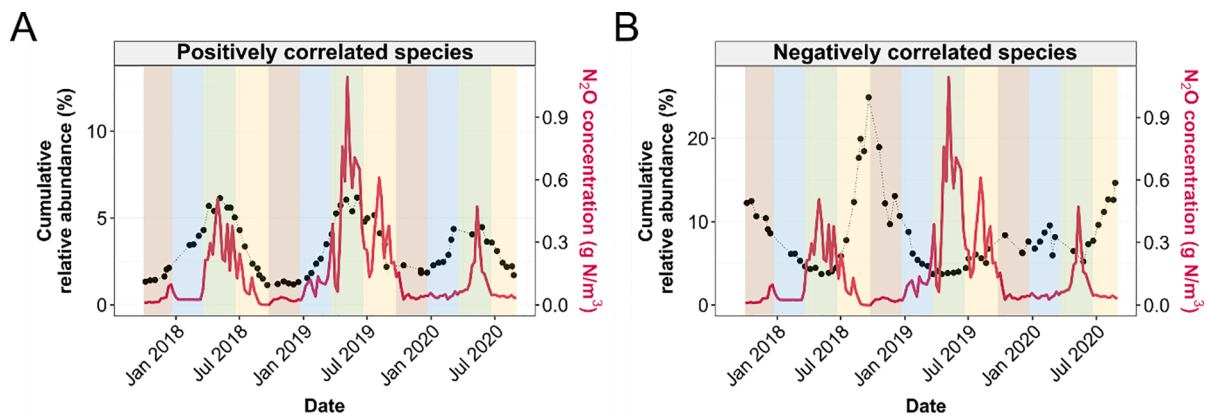 A
Positively correlated species
Cumulative
relative abundance (%)
10
5
0
0.9
0.6
0.3
0.0
N₂O concentration (g N/m³)
Jan 2018
Jul 2018
Jan 2019
Jul 2019
Jan 2020
Jul 2020
Date
B
Negatively correlated species
Cumulative
relative abundance (%)
20
10
0
0.9
0.6
0.3
0.0
N₂O concentration (g N/m³)
Jan 2018
Jul 2018
Jan 2019
Jul 2019
Jan 2020
Jul 2020
Date